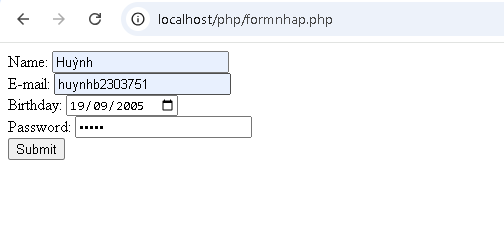 localhost/php/formnhap.php
Name: Huỳnh
E-mail: huynhb2303751
Birthday: 19/09/2005
Password: •••••
Submit